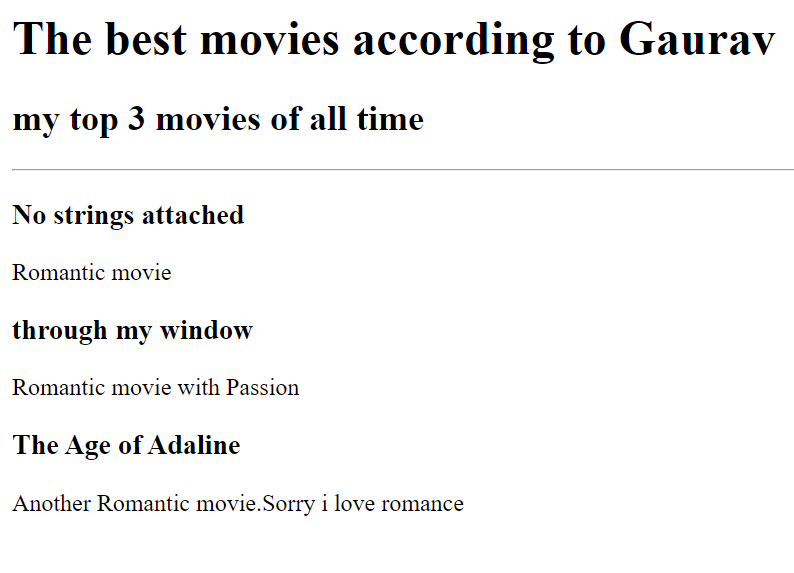 The best movies according to Gaurav
my top 3 movies of all time
No strings attached
Romantic movie
through my window
Romantic movie with Passion
The Age of Adaline
Another Romantic movie.Sorry i love romance